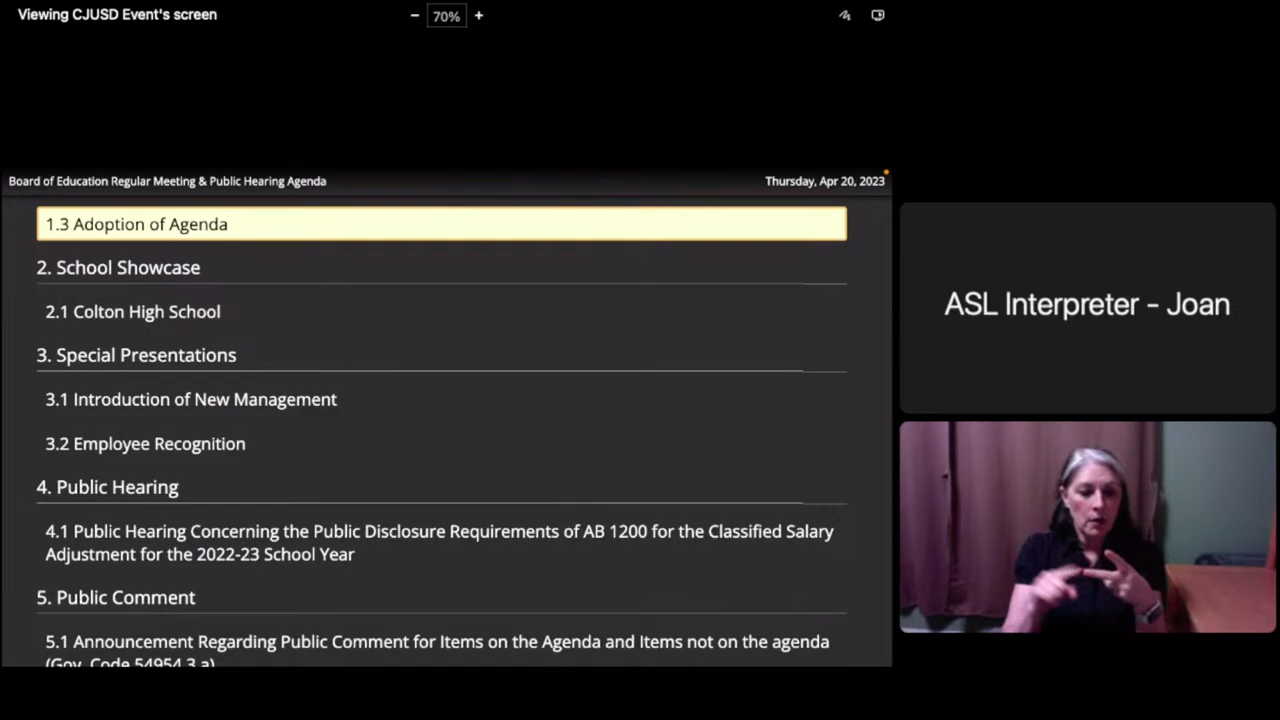 Viewing CJUSD Event's screen
− 70% +
Board of Education Regular Meeting & Public Hearing Agenda
Thursday, Apr 20, 2023
1.3 Adoption of Agenda
2. School Showcase
2.1 Colton High School
3. Special Presentations
3.1 Introduction of New Management
3.2 Employee Recognition
4. Public Hearing
4.1 Public Hearing Concerning the Public Disclosure Requirements of AB 1200 for the Classified Salary
Adjustment for the 2022-23 School Year
5. Public Comment
5.1 Announcement Regarding Public Comment for Items on the Agenda and Items not on the agenda
(Gov. Code 54954.3 a)
ASL Interpreter - Joan